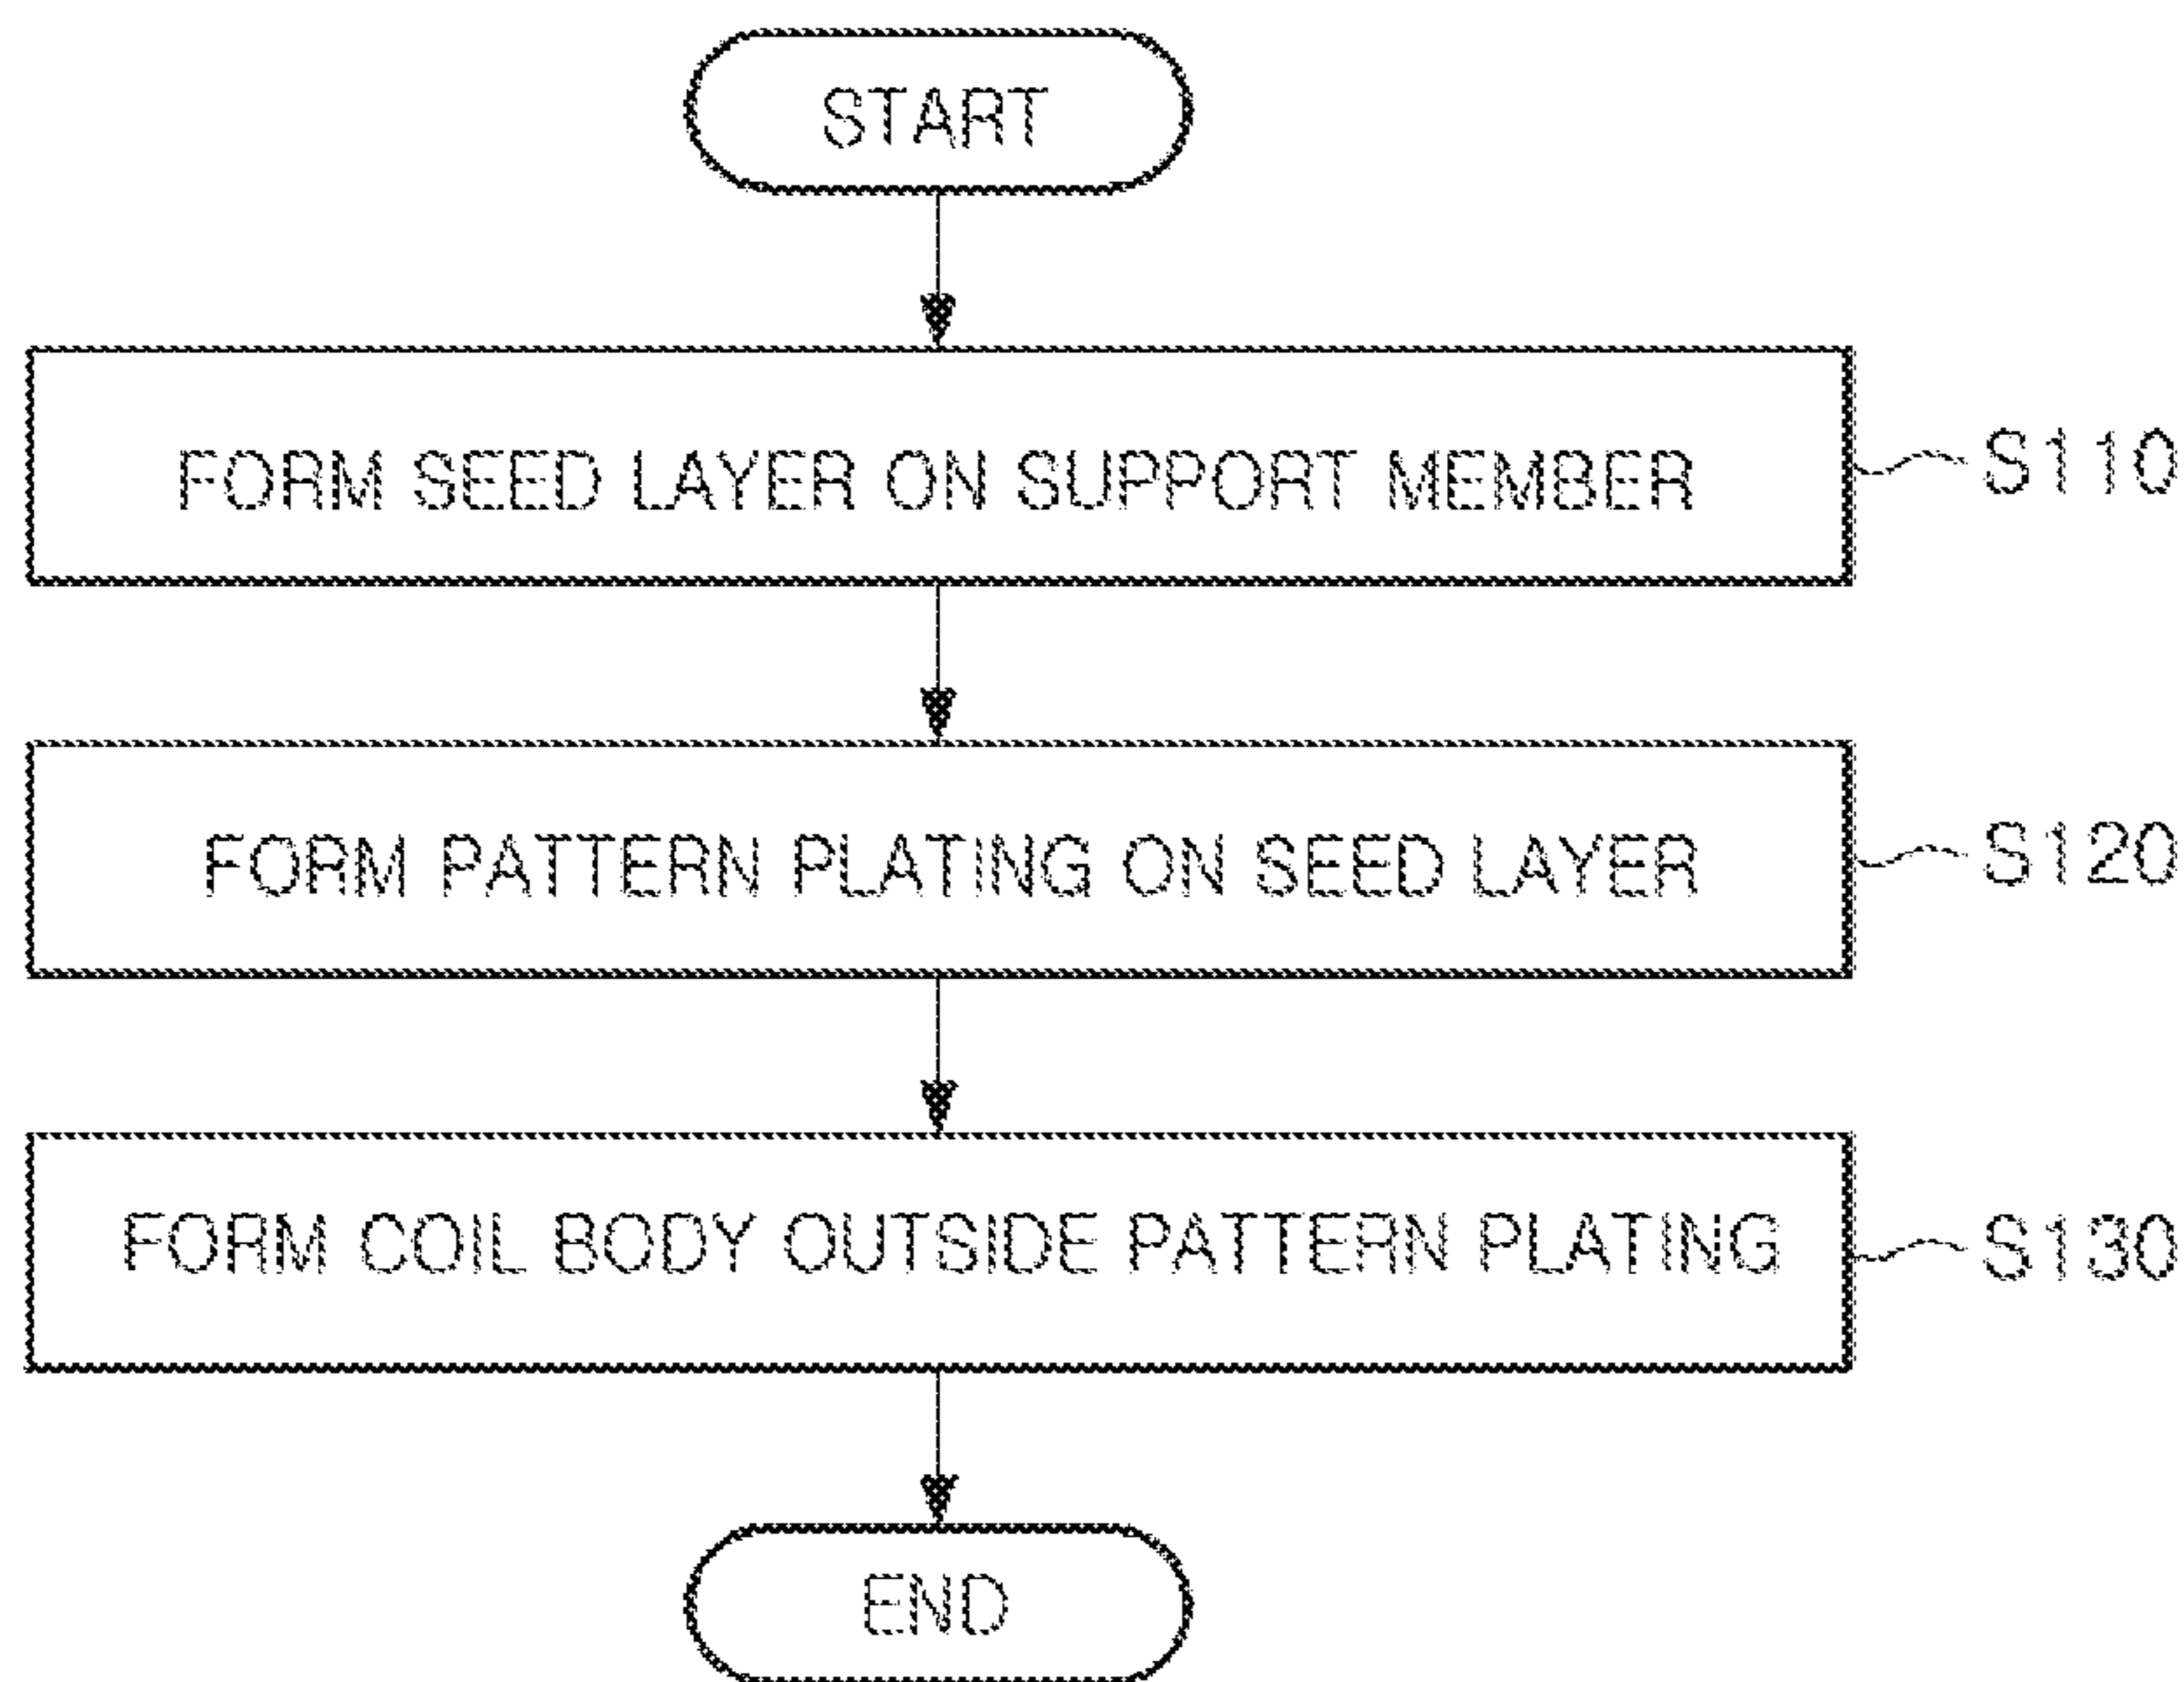 START
FORM SEED LAYER ON SUPPORT MEMBER
S110
FORM PATTERN PLATING ON SEED LAYER
S120
FORM COIL BODY OUTSIDE PATTERN PLATING
S130
END